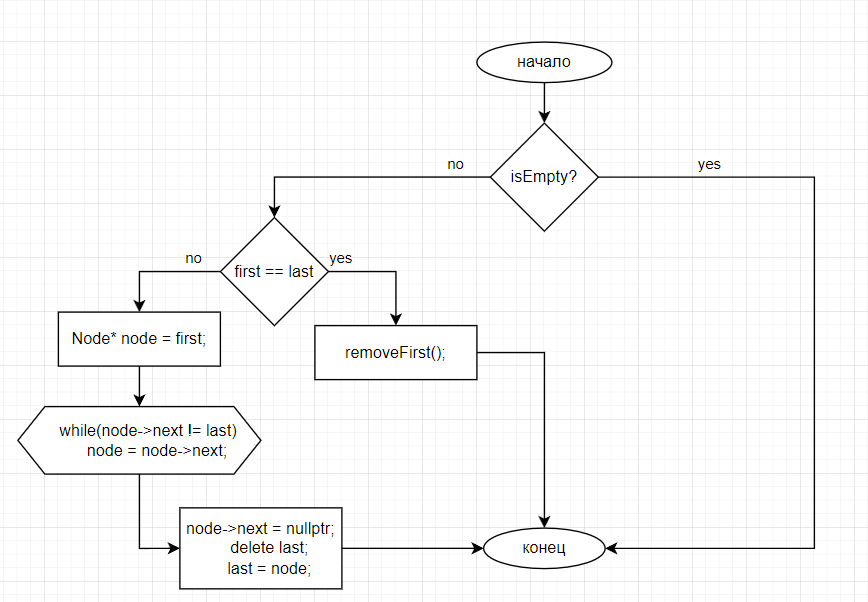 начало
isEmpty?
no
yes
first == last
no
yes
Node* node = first;
removeFirst();
while(node->next != last)
node = node->next;
node->next = nullptr;
delete last;
last = node;
конец